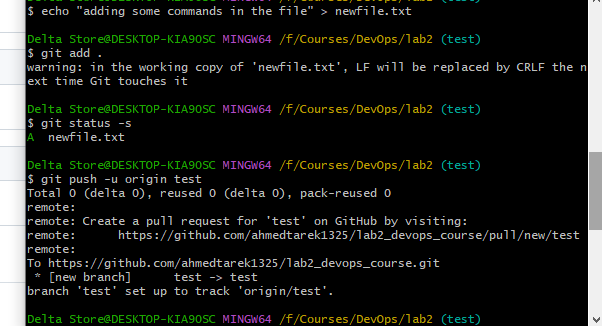 $ echo "adding some commands in the file" > newfile.txt
Delta Store@DESKTOP-KIA9OSC MINGW64 /f/Courses/DevOps/lab2 (test)
$ git add .
warning: in the working copy of 'newfile.txt', LF will be replaced by CRLF the n
ext time Git touches it
Delta Store@DESKTOP-KIA9OSC MINGW64 /f/Courses/DevOps/lab2 (test)
$ git status -s
A  newfile.txt
Delta Store@DESKTOP-KIA9OSC MINGW64 /f/Courses/DevOps/lab2 (test)
$ git push -u origin test
Total 0 (delta 0), reused 0 (delta 0), pack-reused 0
remote:
remote: Create a pull request for 'test' on GitHub by visiting:
remote:      https://github.com/ahmedtarek1325/lab2_devops_course/pull/new/test
remote:
To https://github.com/ahmedtarek1325/lab2_devops_course.git
 * [new branch]      test -> test
branch 'test' set up to track 'origin/test'.
Delta Store@DESKTOP-KIA9OSC MINGW64 /f/Courses/DevOps/lab2 (test)